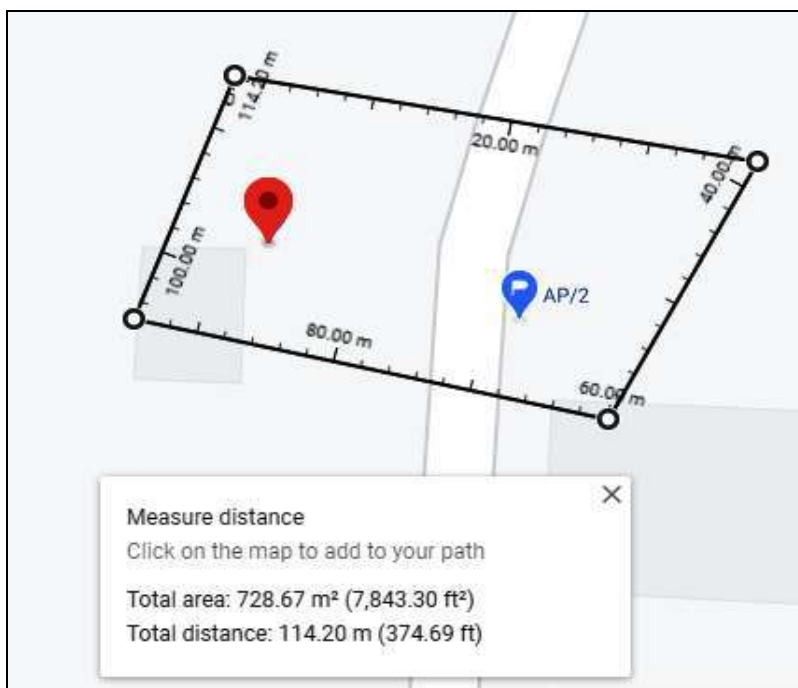 114.20 m
20.00 m
40.00 m
100.00 m
AP/2
80.00 m
60.00 m
Measure distance
Click on the map to add to your path
Total area: 728.67 m² (7,843.30 ft²)
Total distance: 114.20 m (374.69 ft)